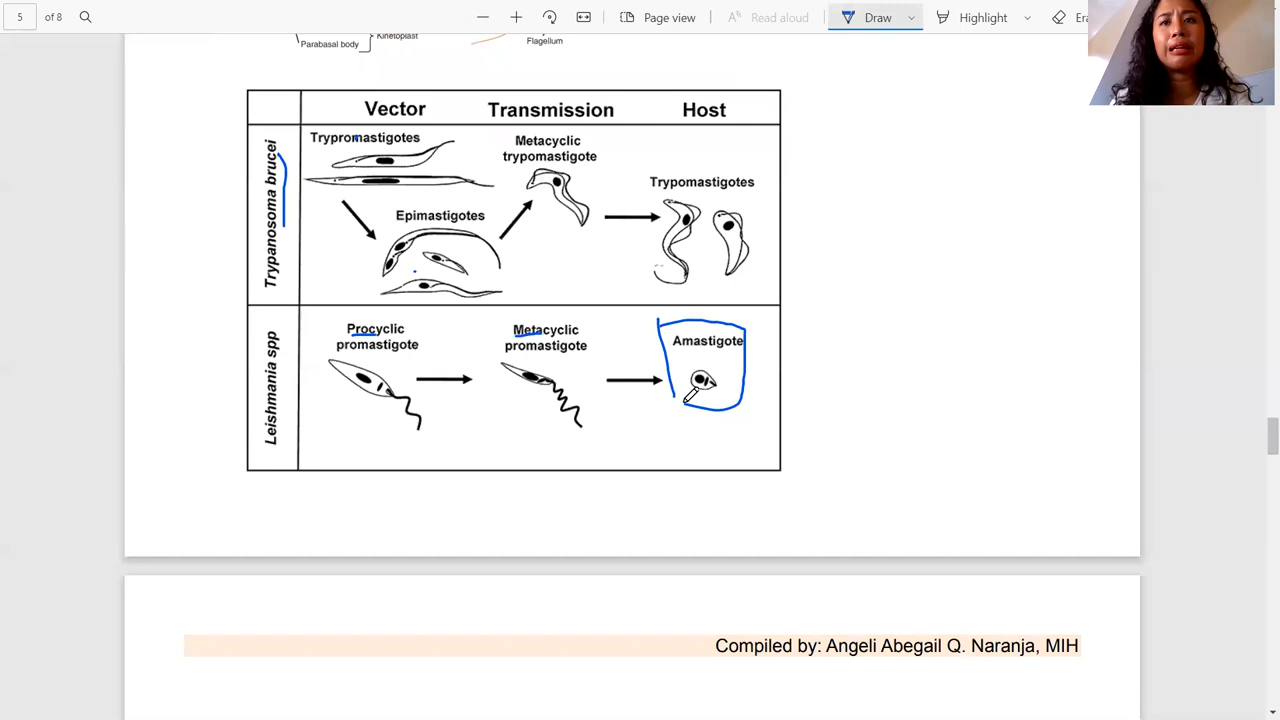 5 of 8
Page view
Read aloud
Draw
Highlight
Parabasal body
Kinetoplast
Flagellum
Vector
Transmission
Host
Trypanosoma brucei
Trypromastigotes
Epimastigotes
Metacyclic
trypomastigote
Trypomastigotes
Leishmania spp
Procyclic
promastigote
Metacyclic
promastigote
Amastigote
Compiled by: Angeli Abegail Q. Naranja, MIH